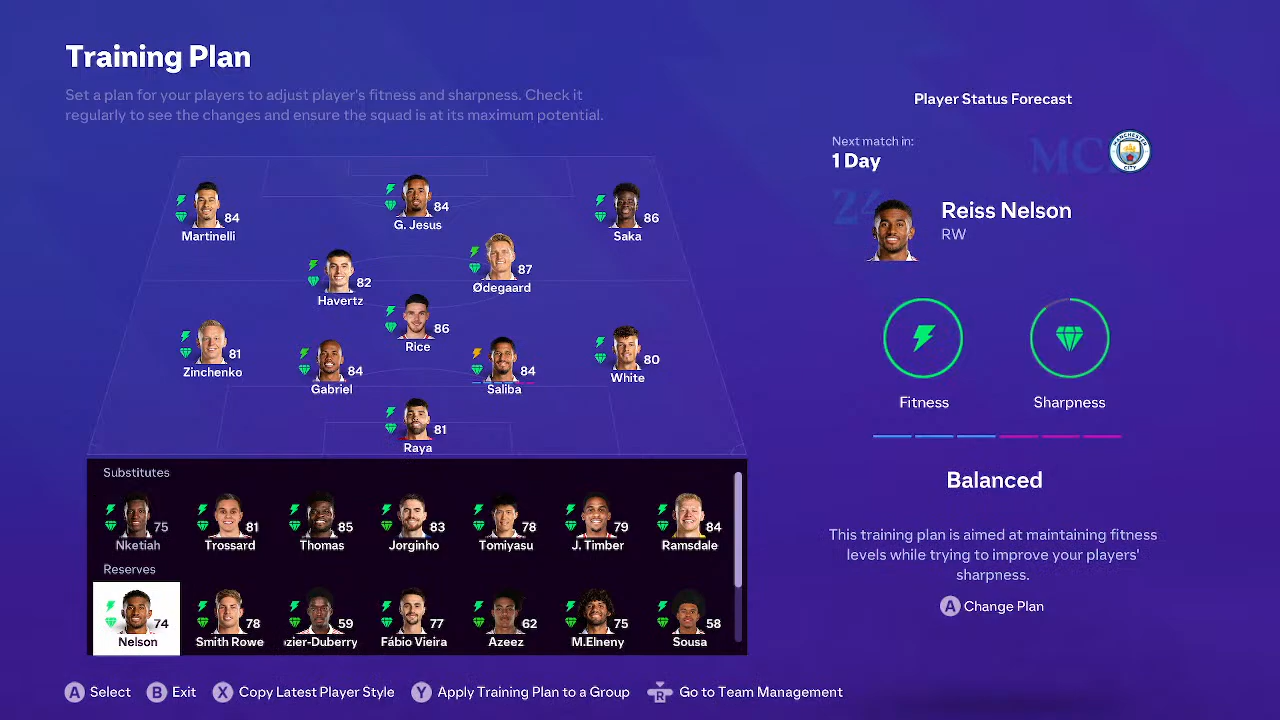 Training Plan
Set a plan for your players to adjust player's fitness and sharpness. Check it
regularly to see the changes and ensure the squad is at its maximum potential.
Player Status Forecast
Next match in:
1 Day
MANCHESTER
CITY
Reiss Nelson
RW
84
Martinelli
84
G. Jesus
86
Saka
82
Havertz
87
Ødegaard
86
Rice
81
Zinchenko
84
Gabriel
84
Saliba
80
White
81
Raya
Fitness
Sharpness
Balanced
This training plan is aimed at maintaining fitness
levels while trying to improve your players'
sharpness.
A Change Plan
Substitutes
75 81 85 83 78 79 84
Nketiah Trossard Thomas Jorginho Tomiyasu J. Timber Ramsdale
Reserves
74 78 59 77 62 75 58
Nelson Smith Rowe zier-Duberry Fábio Vieira Azeez M.Elneny Sousa
A Select B Exit X Copy Latest Player Style Y Apply Training Plan to a Group R Go to Team Management